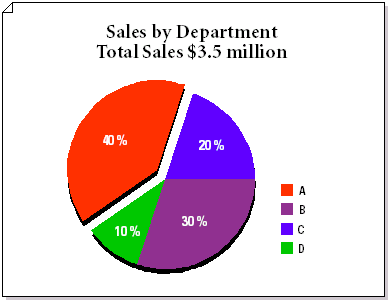 Sales by Department
Total Sales $3.5 million
40 %
20 %
30 %
10 %
A
B
C
D